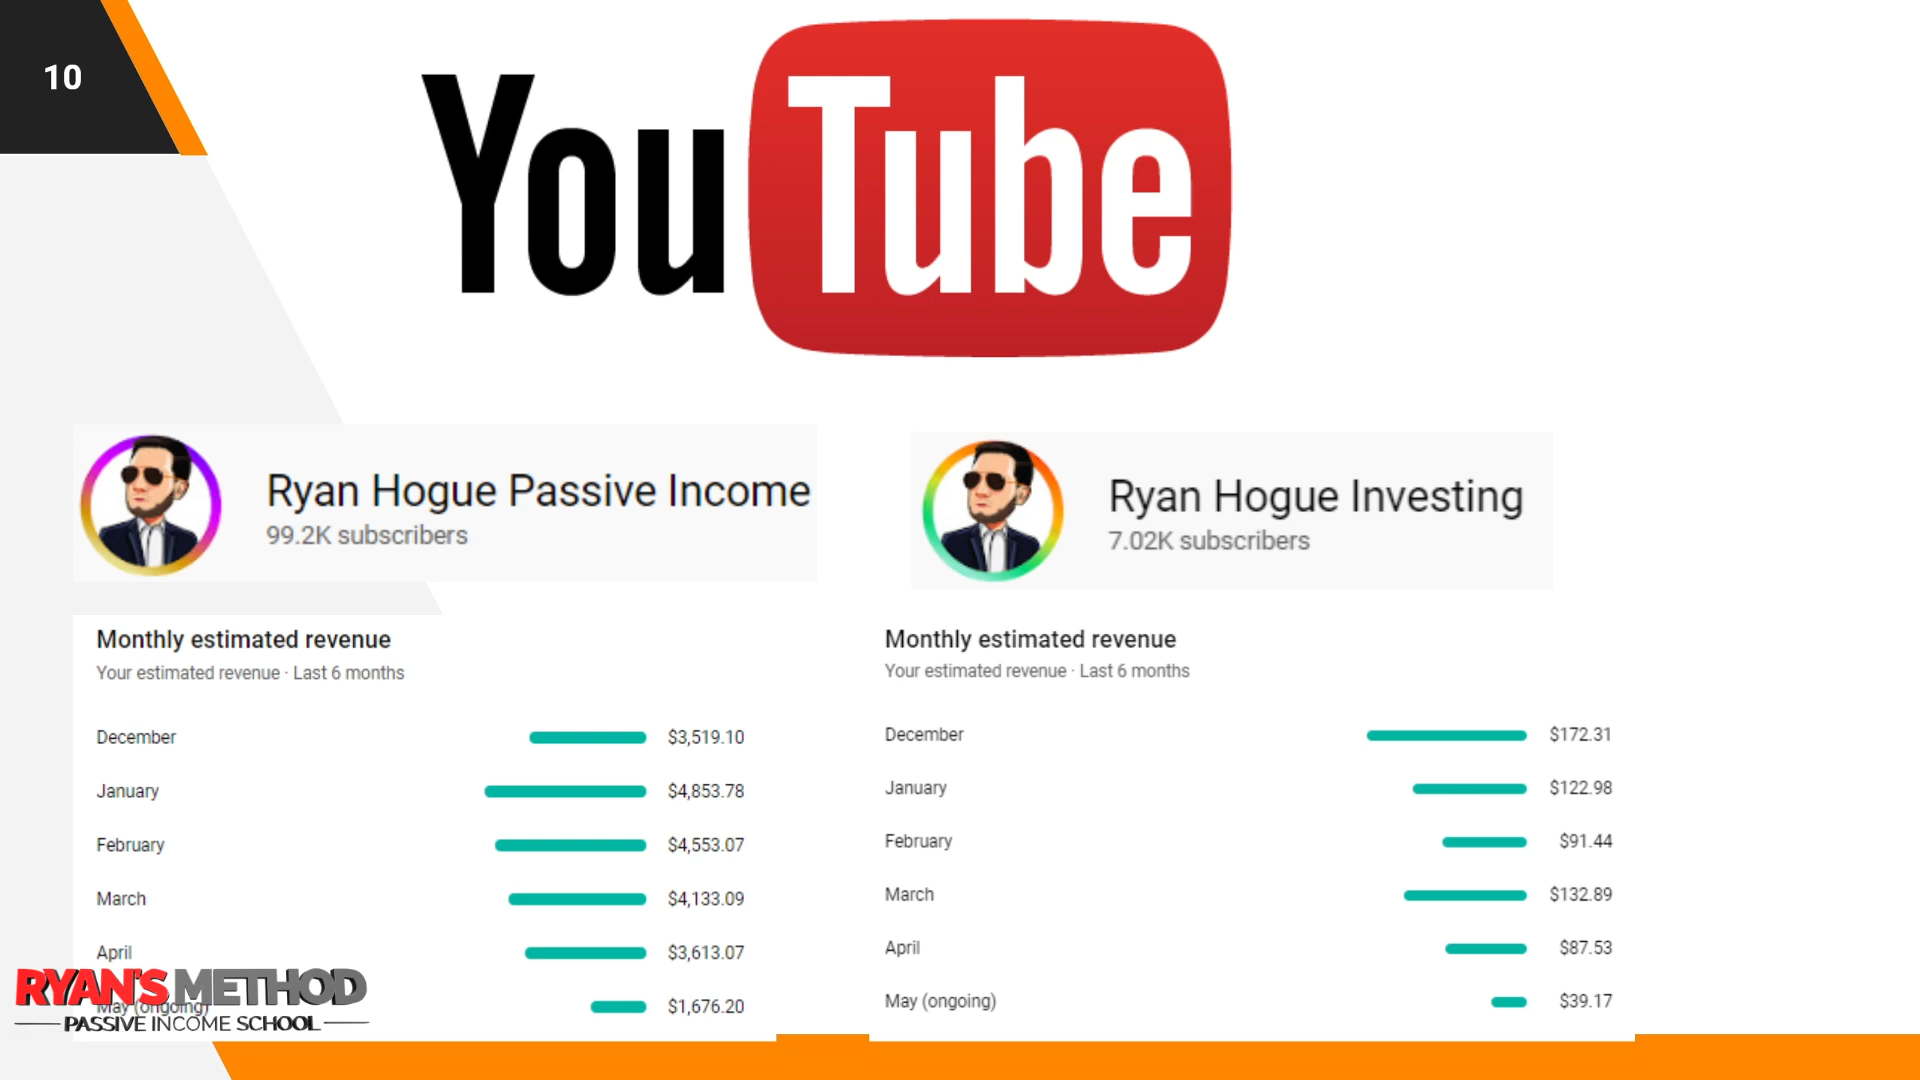 10
YouTube
Ryan Hogue Passive Income
99.2K subscribers
Ryan Hogue Investing
7.02K subscribers
Monthly estimated revenue
Your estimated revenue · Last 6 months
December $3,519.10
January $4,853.78
February $4,553.07
March $4,133.09
April $3,613.07
May (ongoing) $1,676.20
Monthly estimated revenue
Your estimated revenue · Last 6 months
December $172.31
January $122.98
February $91.44
March $132.89
April $87.53
May (ongoing) $39.17
RYAN'S METHOD
PASSIVE INCOME SCHOOL